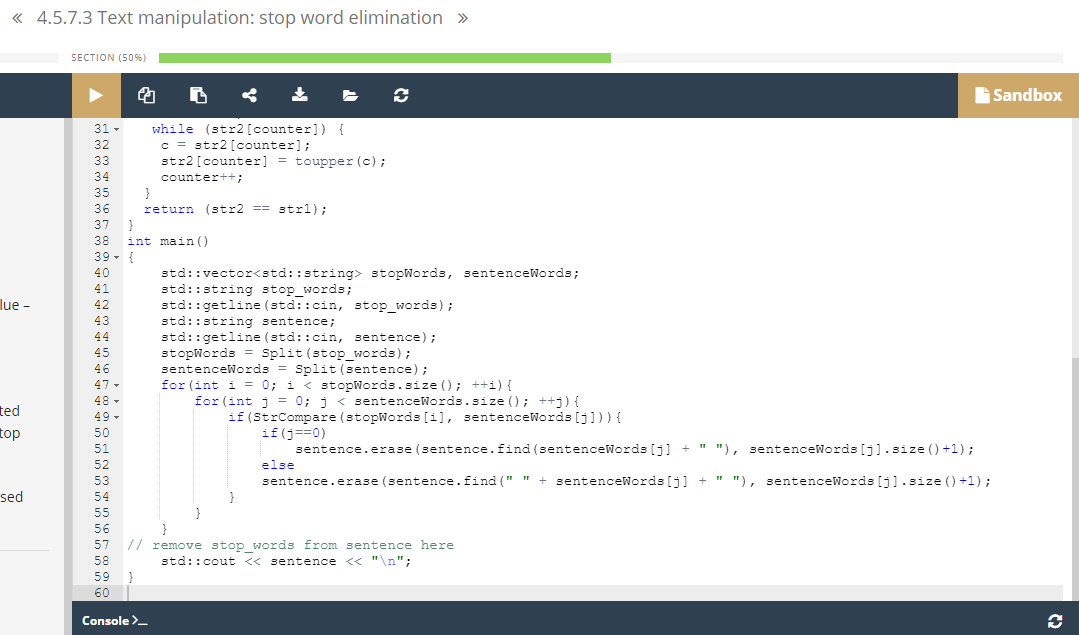 « 4.5.7.3 Text manipulation: stop word elimination »
SECTION (50%)
Sandbox
lue –
ted
top
sed
31 while (str2[counter]) {
32 c = str2[counter];
33 str2[counter] = toupper(c);
34 counter++;
35 }
36 return (str2 == str1);
37 }
38 int main()
39 {
40 std::vector<std::string> stopWords, sentenceWords;
41 std::string stop_words;
42 std::getline(std::cin, stop_words);
43 std::string sentence;
44 std::getline(std::cin, sentence);
45 stopWords = Split(stop_words);
46 sentenceWords = Split(sentence);
47 for(int i = 0; i < stopWords.size(); ++i){
48 for(int j = 0; j < sentenceWords.size(); ++j){
49 if(StrCompare(stopWords[i], sentenceWords[j])){
50 if(j==0)
51 sentence.erase(sentence.find(sentenceWords[j] + " "), sentenceWords[j].size()+1);
52 else
53 sentence.erase(sentence.find(" " + sentenceWords[j] + " "), sentenceWords[j].size()+1);
54 }
55 }
56 }
57 // remove stop_words from sentence here
58 std::cout << sentence << "\n";
59 }
60
Console >_